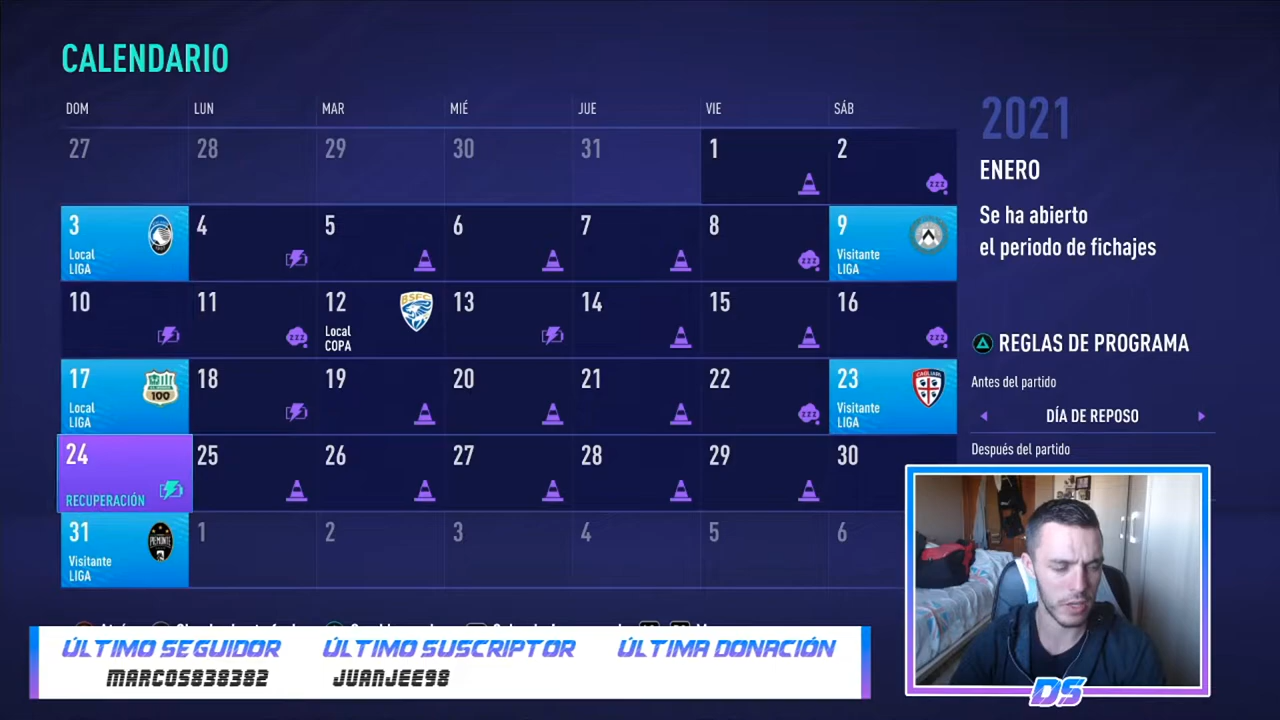 CALENDARIO
DOM LUN MAR MIÉ JUE VIE SÁB
27 28 29 30 31 1 2
3 4 5 6 7 8 9
Local
LIGA
Visitante
LIGA
10 11 12 13 14 15 16
Local
COPA
BSFC
17 18 19 20 21 22 23
Local
LIGA
100
Visitante
LIGA
CAGLIARI
24 25 26 27 28 29 30
RECUPERACIÓN
31 1 2 3 4 5 6
Visitante
LIGA
PIEMONTE
2021
ENERO
Se ha abierto
el periodo de fichajes
REGLAS DE PROGRAMA
Antes del partido
DÍA DE REPOSO
Después del partido
ÚLTIMO SEGUIDOR ÚLTIMO SUSCRIPTOR ÚLTIMA DONACIÓN
MARCOS838382 JUANJEE98
DS